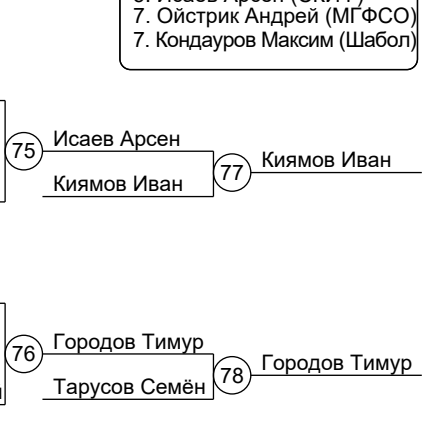 7. Ойстрик Андрей (МГФСО)
7. Кондауров Максим (Шабол)
75
Исаев Арсен
Киямов Иван
77
Киямов Иван
76
Городов Тимур
Тарусов Семён
78
Городов Тимур